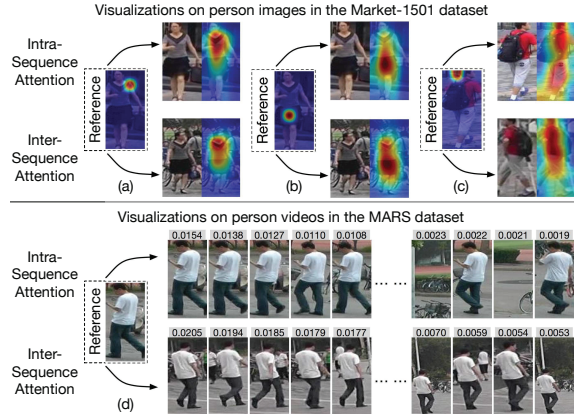 Visualizations on person images in the Market-1501 dataset
Intra-
Sequence
Attention
Reference
Inter-
Sequence
Attention
(a)
Reference
(b)
Reference
(c)
Visualizations on person videos in the MARS dataset
Intra-
Sequence
Attention
0.0154 0.0138 0.0127 0.0110 0.0108 ... ... 0.0023 0.0022 0.0021 0.0019
Reference
Inter-
Sequence
Attention
0.0205 0.0194 0.0185 0.0179 0.0177 ... ... 0.0070 0.0059 0.0054 0.0053
(d)